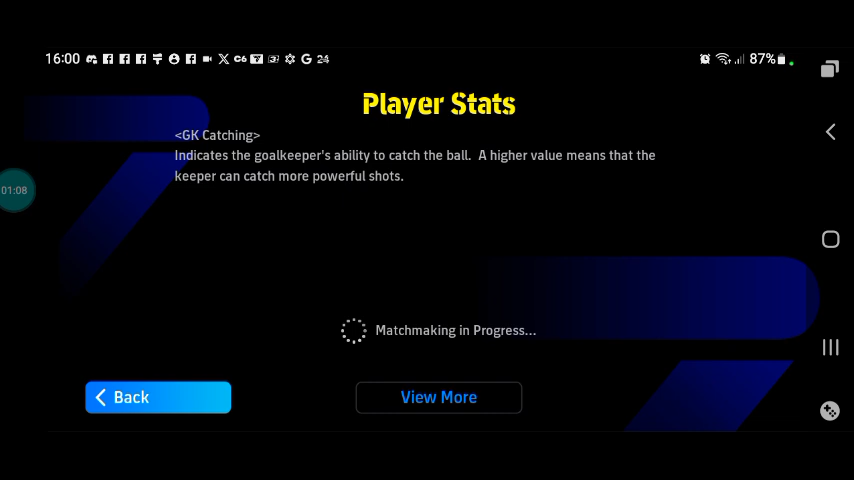 16:00
24
87%
Player Stats
<GK Catching>
Indicates the goalkeeper's ability to catch the ball.  A higher value means that the
keeper can catch more powerful shots.
01:08
Matchmaking in Progress...
Back
View More